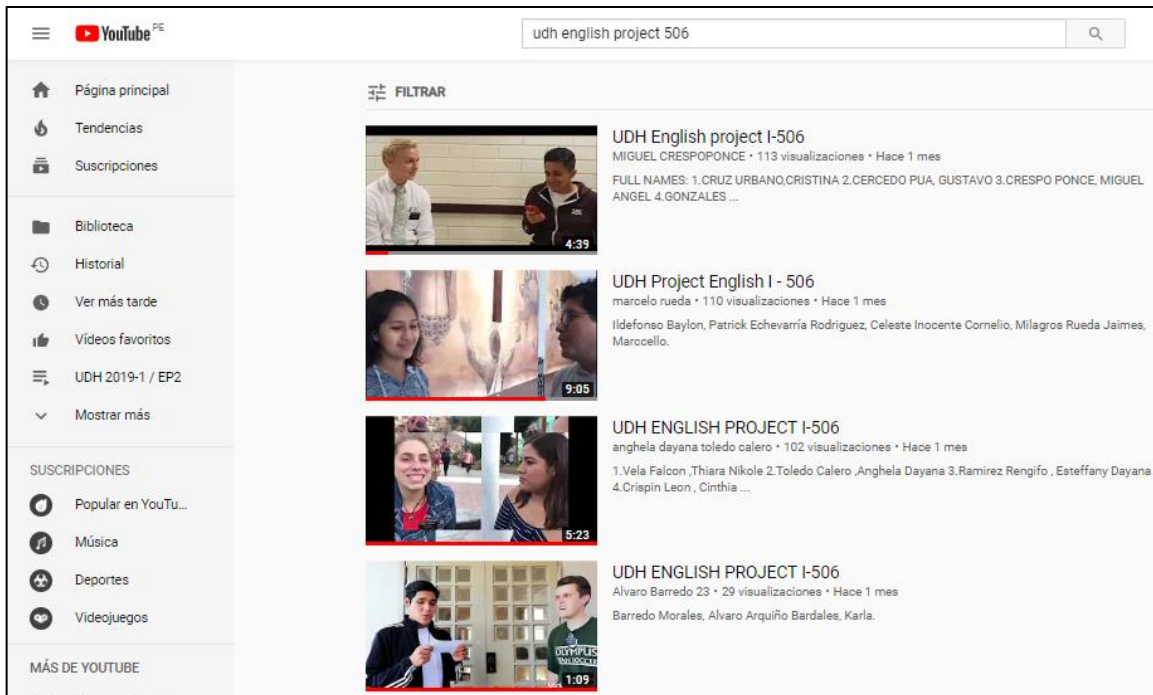 YouTube PE
udh english project 506
Página principal
Tendencias
Suscripciones
Biblioteca
Historial
Ver más tarde
Vídeos favoritos
UDH 2019-1 / EP2
Mostrar más
SUSCRIPCIONES
Popular en YouTu...
Música
Deportes
Videojuegos
MÁS DE YOUTUBE
FILTRAR
4:39
UDH English project I-506
MIGUEL CRESPOPONCE • 113 visualizaciones • Hace 1 mes
FULL NAMES: 1.CRUZ URBANO,CRISTINA 2.CERCEDO PUA, GUSTAVO 3.CRESPO PONCE, MIGUEL
ANGEL 4.GONZALES ...
9:05
UDH Project English I - 506
marcelo rueda • 110 visualizaciones • Hace 1 mes
Ildefonso Baylon, Patrick Echevarría Rodriguez, Celeste Inocente Cornelio, Milagros Rueda Jaimes,
Maroccello.
5:23
UDH ENGLISH PROJECT I-506
anghela dayana toledo calero • 102 visualizaciones • Hace 1 mes
1.Vela Falcon ,Thiara Nikole 2.Toledo Calero ,Anghela Dayana 3.Ramirez Rengifo , Esteffany Dayana
4.Crispin Leon , Cinthia ...
OLYMPUS
SOCCER
1:09
UDH ENGLISH PROJECT I-506
Alvaro Barredo 23 • 29 visualizaciones • Hace 1 mes
Barredo Morales, Alvaro Arquiño Bardales, Karla.